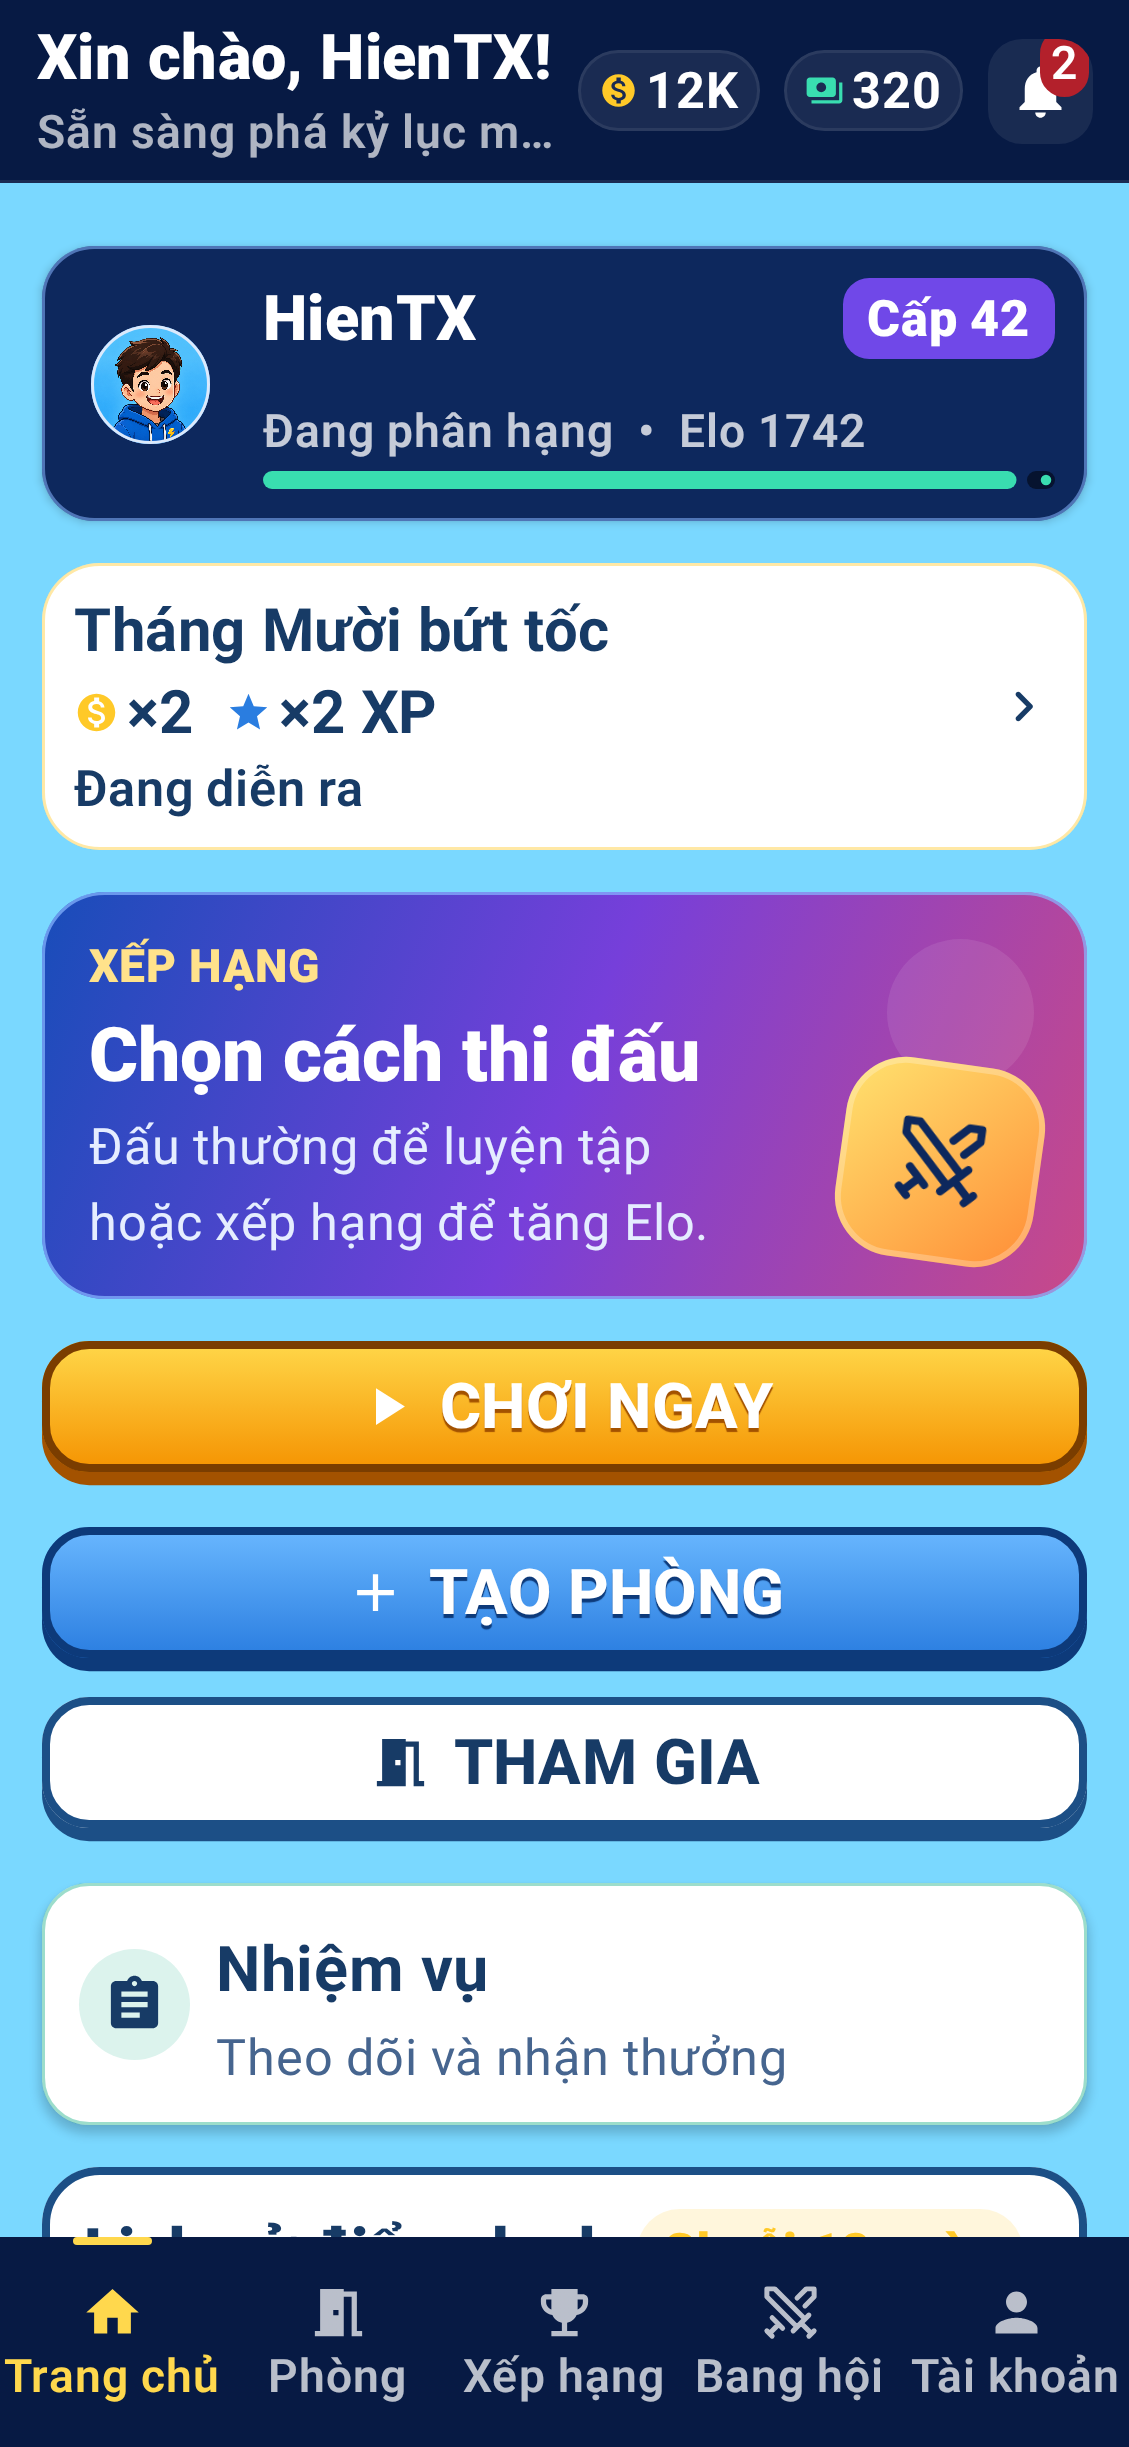 Xin chào, HienTX!
Sẵn sàng phá kỷ lục m...
12K
320
2
HienTX
Cấp 42
Đang phân hạng • Elo 1742
Tháng Mười bứt tốc
×2 ×2 XP
Đang diễn ra
XẾP HẠNG
Chọn cách thi đấu
Đấu thường để luyện tập
hoặc xếp hạng để tăng Elo.
CHƠI NGAY
TẠO PHÒNG
THAM GIA
Nhiệm vụ
Theo dõi và nhận thưởng
Trang chủ
Phòng
Xếp hạng
Bang hội
Tài khoản